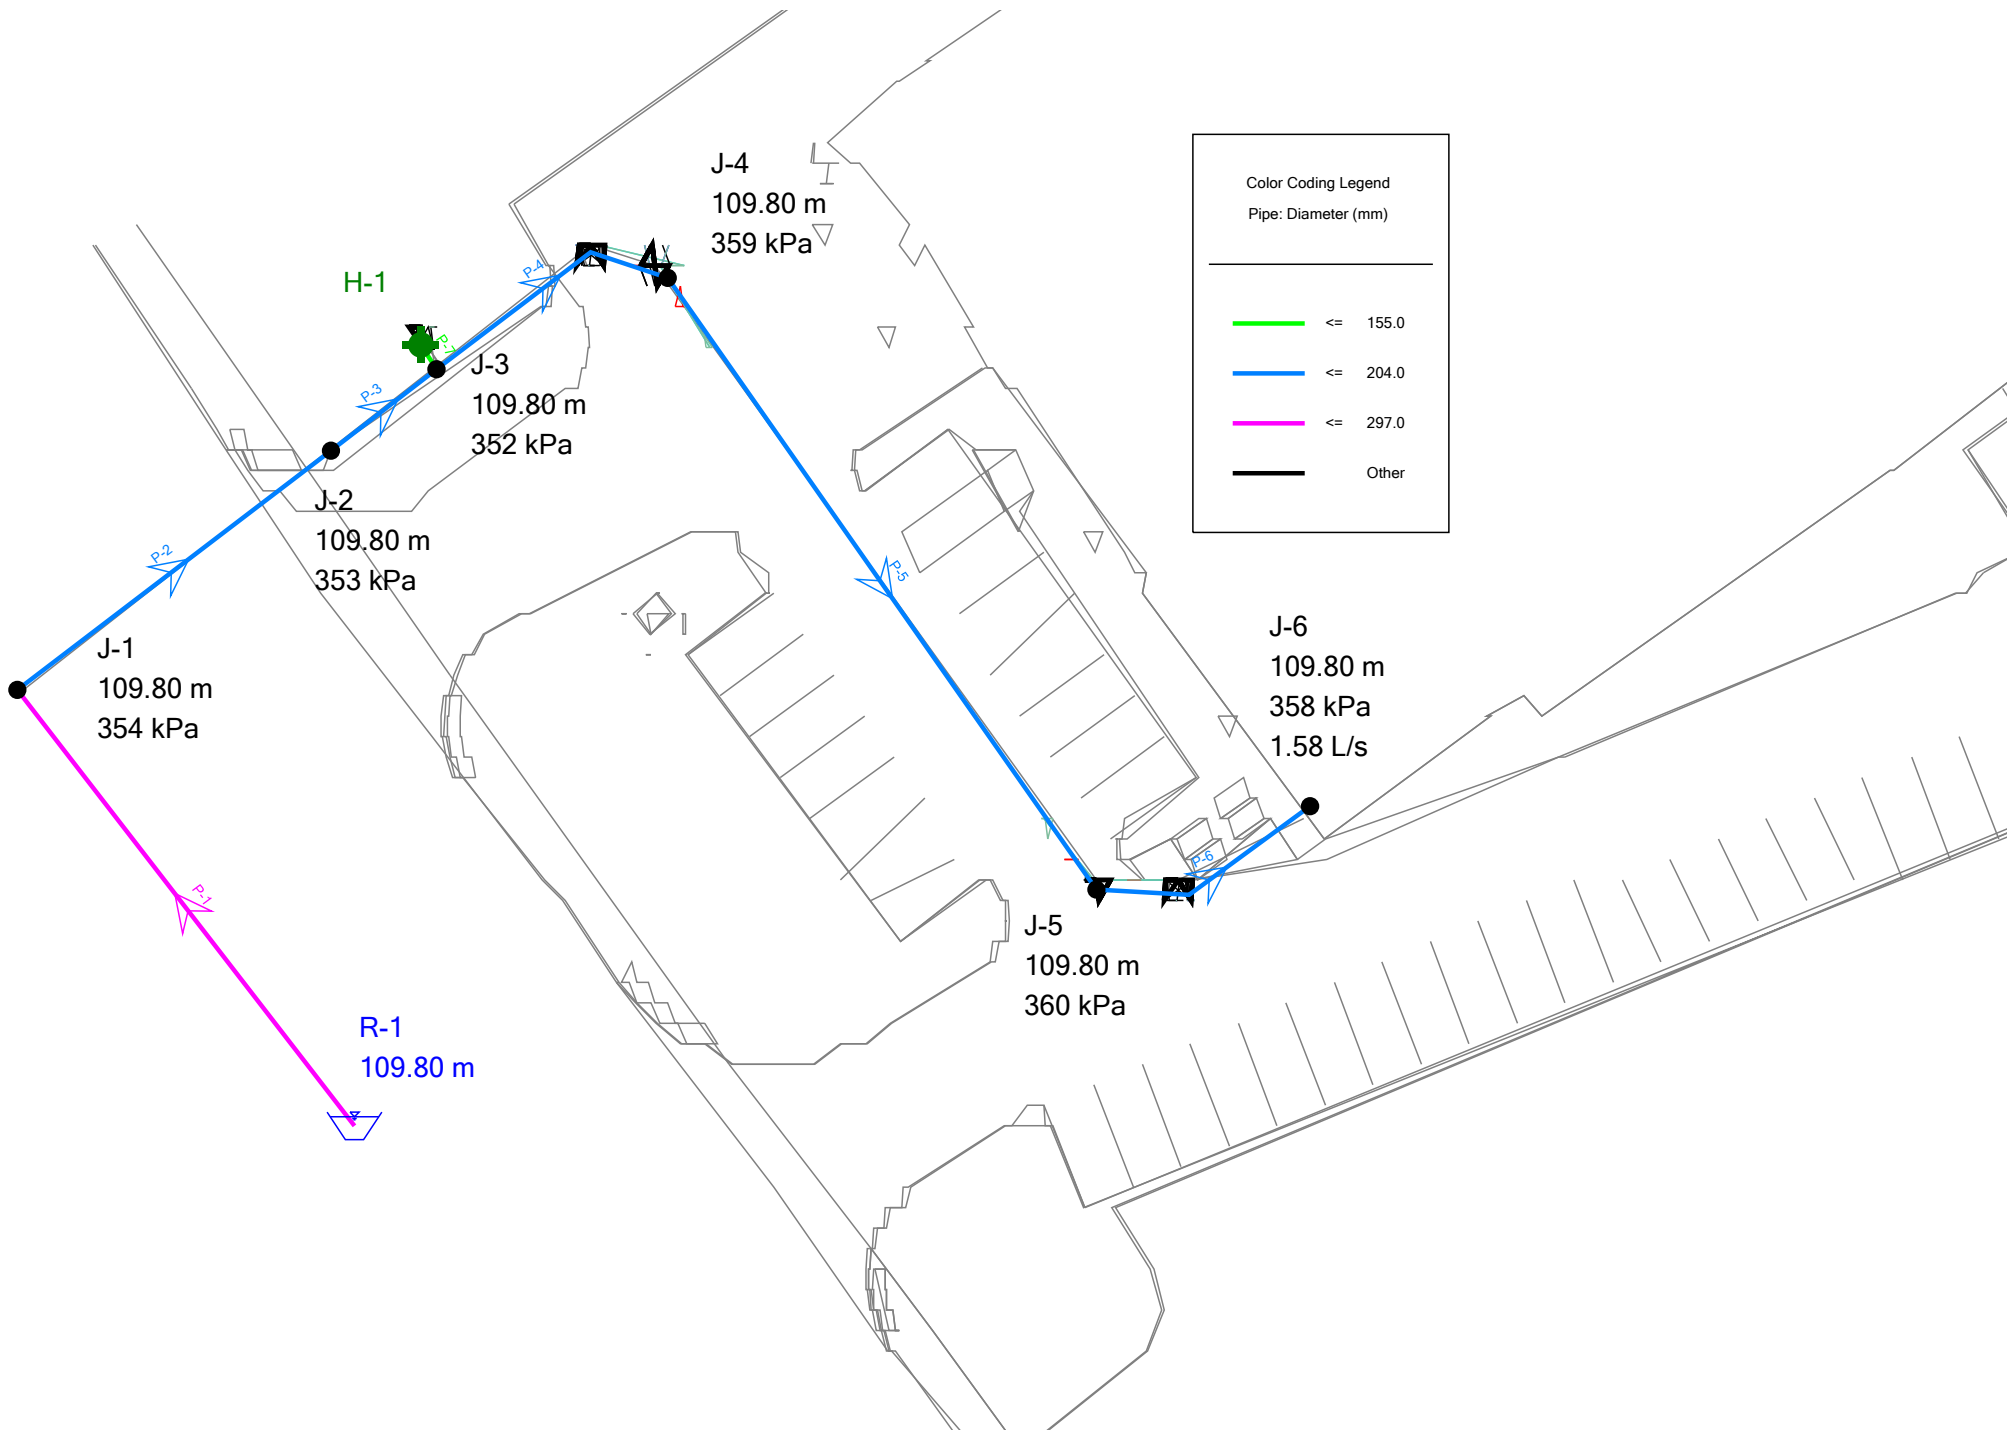 J-4
109.80 m
359 kPa
Color Coding Legend
Pipe: Diameter (mm)
<= 155.0
<= 204.0
<= 297.0
Other
H-1
P-4
P-7
J-3
109.80 m
352 kPa
P-3
J-2
109.80 m
353 kPa
P-2
P-5
J-1
109.80 m
354 kPa
J-6
109.80 m
358 kPa
1.58 L/s
P-6
P-1
J-5
109.80 m
360 kPa
R-1
109.80 m